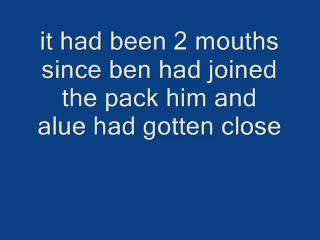 it had been 2 mouths
since ben had joined
the pack him and
alue had gotten close